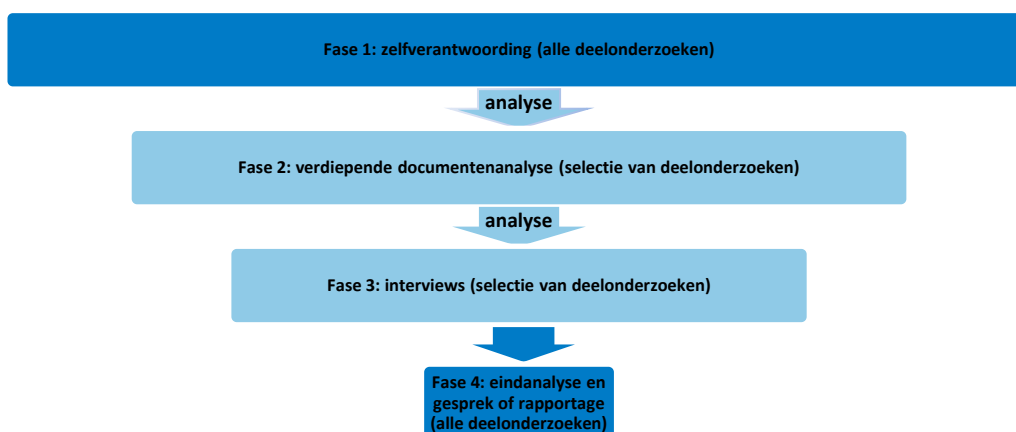 Fase 1: zelfverantwoording (alle deelonderzoeken)
analyse
Fase 2: verdiepende documentenanalyse (selectie van deelonderzoeken)
analyse
Fase 3: interviews (selectie van deelonderzoeken)
Fase 4: eindanalyse en
gesprek of rapportage
(alle deelonderzoeken)